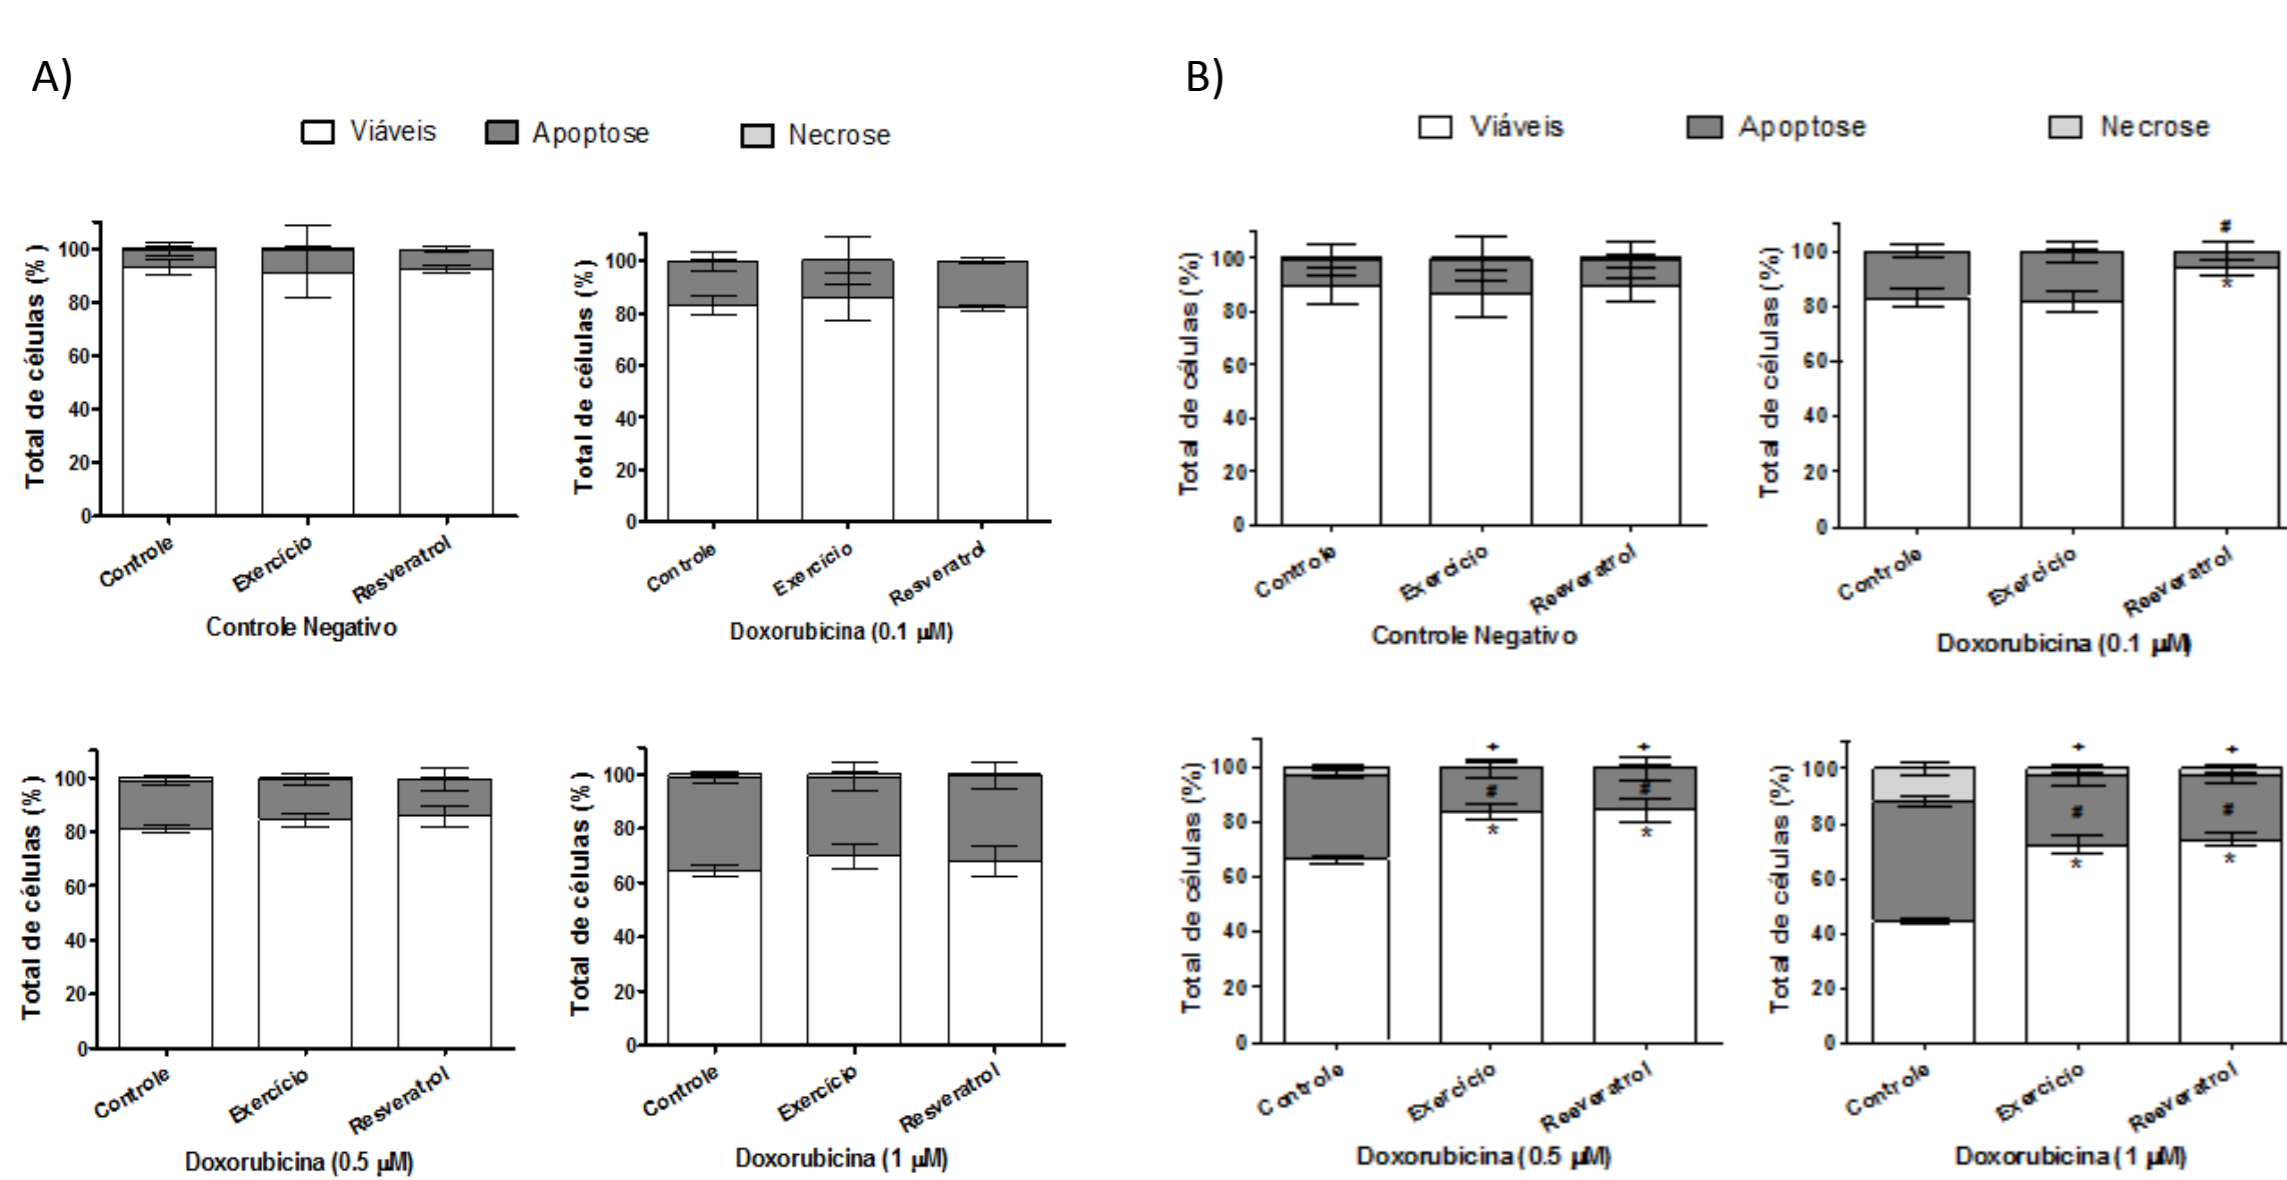 A)
Viáveis Apoptose Necrose
Total de células (%)
100
80
60
40
20
0
Controle Exercício Resveratrol
Controle Negativo
Total de células (%)
100
80
60
40
20
0
Controle Exercício Resveratrol
Doxorubicina (0.1 µM)
Total de células (%)
100
80
60
40
20
0
Controle Exercício Resveratrol
Doxorubicina (0.5 µM)
Total de células (%)
100
80
60
40
20
0
Controle Exercício Resveratrol
Doxorubicina (1 µM)
B)
Viáveis Apoptose Necrose
Total de células (%)
100
80
60
40
20
0
Controle Exercício Resveratrol
Controle Negativo
Total de células (%)
100
80
60
40
20
0
#
*
Controle Exercício Resveratrol
Doxorubicina (0.1 µM)
Total de células (%)
100
80
60
40
20
0
+ +
# #
* *
Controle Exercício Resveratrol
Doxorubicina (0.5 µM)
Total de células (%)
100
80
60
40
20
0
+ +
# #
* *
Controle Exercício Resveratrol
Doxorubicina (1 µM)